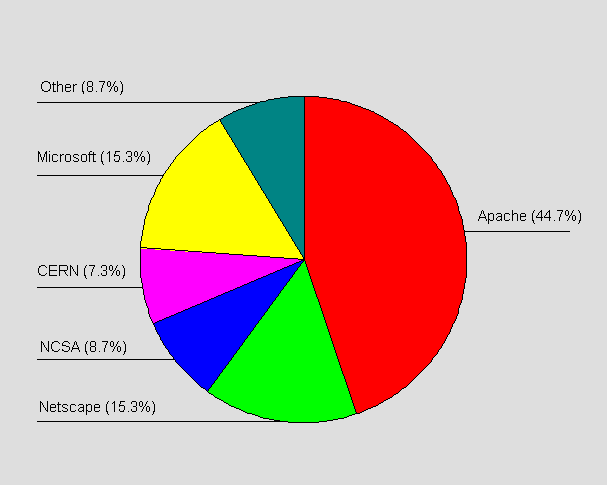 Other (8.7%)
Microsoft (15.3%)
Apache (44.7%)
CERN (7.3%)
NCSA (8.7%)
Netscape (15.3%)